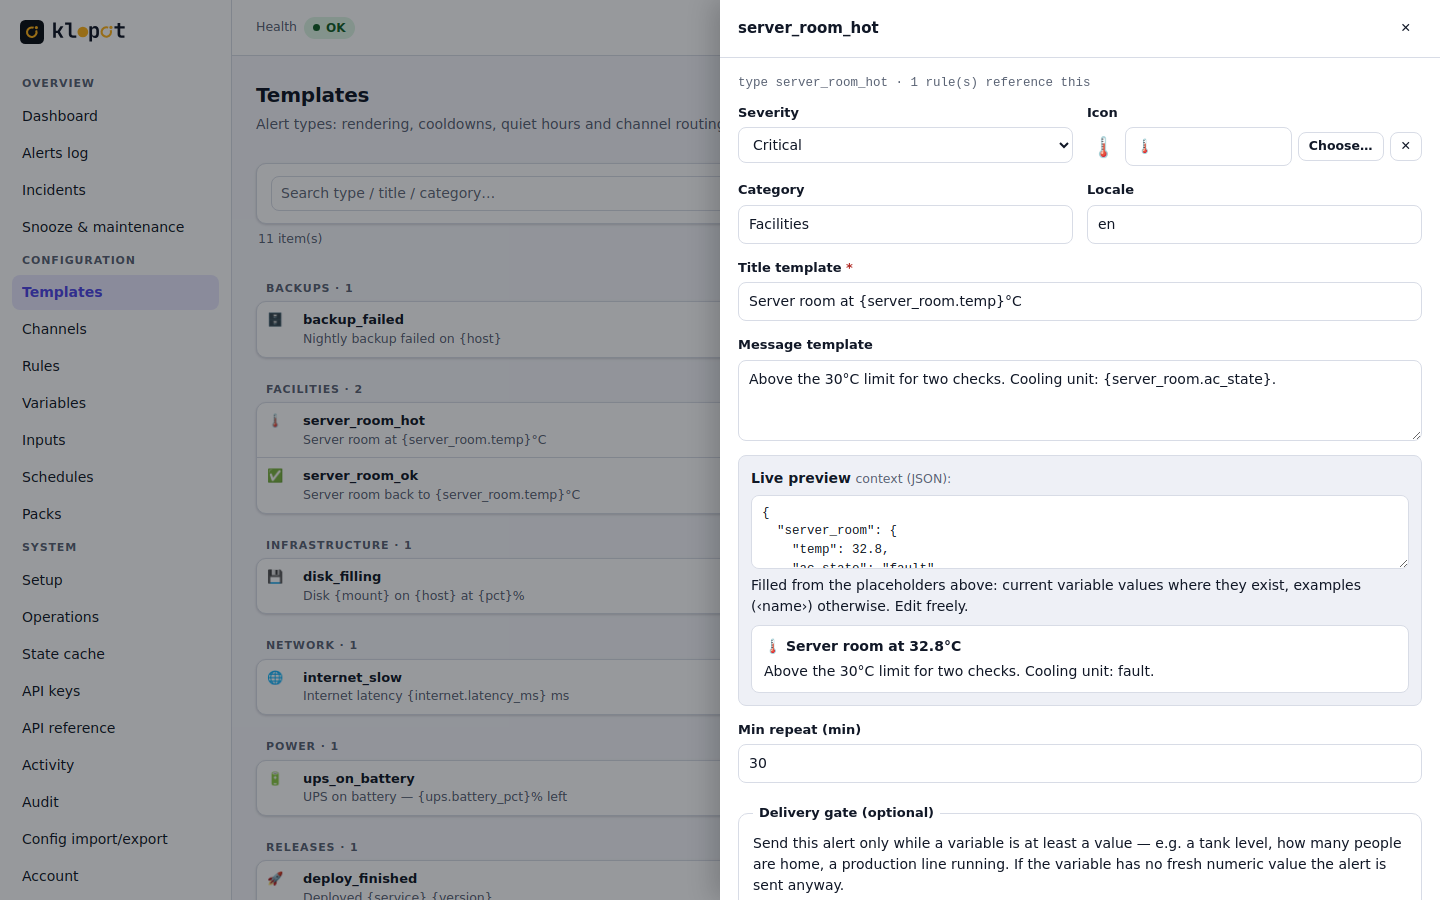 klopot
OVERVIEW
Dashboard
Alerts log
Incidents
Snooze & maintenance
CONFIGURATION
Templates
Channels
Rules
Variables
Inputs
Schedules
Packs
SYSTEM
Setup
Operations
State cache
API keys
API reference
Activity
Audit
Config import/export
Account
Health
OK
Templates
Alert types: rendering, cooldowns, quiet hours and channel routing
Search type / title / category…
11 item(s)
BACKUPS · 1
backup_failed
Nightly backup failed on {host}
FACILITIES · 2
server_room_hot
Server room at {server_room.temp}°C
server_room_ok
Server room back to {server_room.temp}°C
INFRASTRUCTURE · 1
disk_filling
Disk {mount} on {host} at {pct}%
NETWORK · 1
internet_slow
Internet latency {internet.latency_ms} ms
POWER · 1
ups_on_battery
UPS on battery — {ups.battery_pct}% left
RELEASES · 1
deploy_finished
Deployed {service} {version}
server_room_hot
×
type server_room_hot · 1 rule(s) reference this
Severity
Critical
Icon
Choose…
×
Category
Facilities
Locale
en
Title template *
Server room at {server_room.temp}°C
Message template
Above the 30°C limit for two checks. Cooling unit: {server_room.ac_state}.
Live preview context (JSON):
{
"server_room": {
"temp": 32.8,
"ac_state": "fault"
Filled from the placeholders above: current variable values where they exist, examples
(‹name›) otherwise. Edit freely.
Server room at 32.8°C
Above the 30°C limit for two checks. Cooling unit: fault.
Min repeat (min)
30
Delivery gate (optional)
Send this alert only while a variable is at least a value — e.g. a tank level, how many people
are home, a production line running. If the variable has no fresh numeric value the alert is
sent anyway.